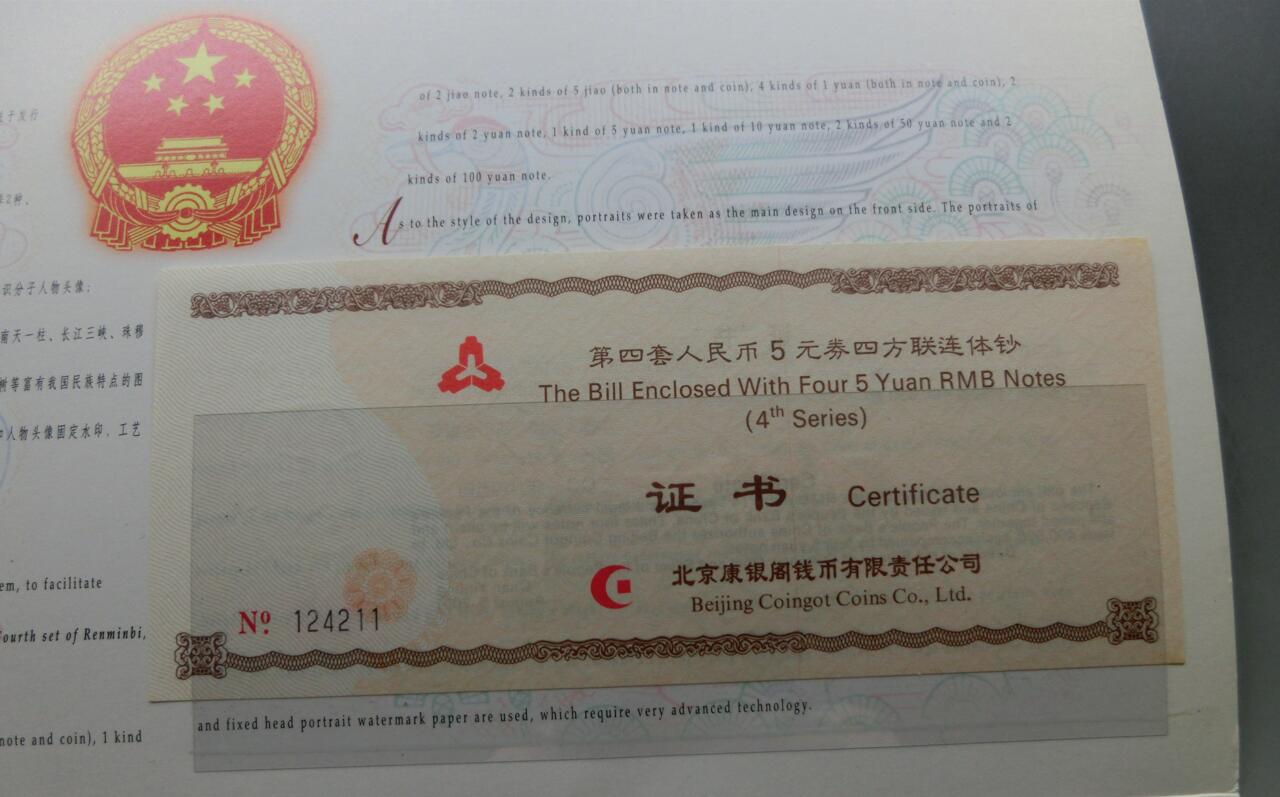 of 2 jiao note, 2 kinds of 5 jiao (both in note and coin), 4 kinds of 1 yuan (both in note and coin), 2
kinds of 2 yuan note, 1 kind of 5 yuan note, 1 kind of 10 yuan note, 2 kinds of 50 yuan note and 2
kinds of 100 yuan note.
As to the style of the design, portraits were taken as the main design on the front side. The portraits of
于发行
2种、
识分子人物头像;
南天一柱、长江三峡、珠穆
树等富有我国民族特点的图
人物头像固定水印、工艺
第四套人民币5元券四方联连体钞
The Bill Enclosed With Four 5 Yuan RMB Notes
(4th Series)
证书 Certificate
北京康银阁钱币有限责任公司
Beijing Coingot Coins Co., Ltd.
Nº 124211
em, to facilitate
Fourth set of Renminbi,
note and coin), 1 kind
and fixed head portrait watermark paper are used, which require very advanced technology.